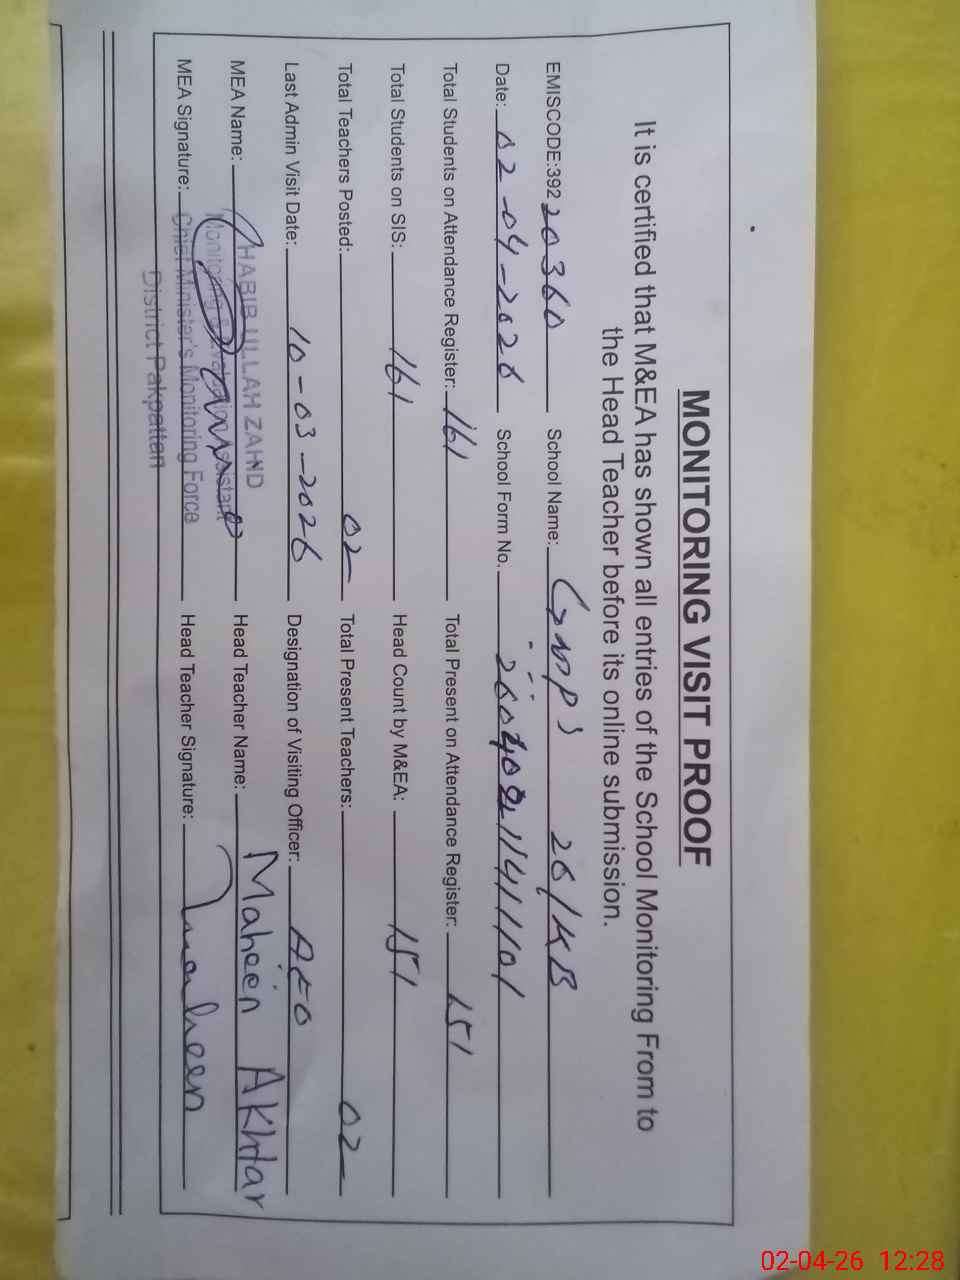 MONITORING VISIT PROOF
It is certified that M&EA has shown all entries of the School Monitoring From to
the Head Teacher before its online submission.
EMISCODE:392 20360 School Name: GMPS 26/KB
Date: 02-04-2026 School Form No.
Total Students on Attendance Register: 161 Total Present on Attendance Register: 151
Total Students on SIS: 161 Head Count by M&EA: 151
Total Teachers Posted: 02 Total Present Teachers: 02
Last Admin Visit Date: 10-03-2026 Designation of Visiting Officer: AEO
MEA Name: Head Teacher Name: Maheen Akhtar
MEA Signature: Head Teacher Signature: Maheen
HABIB ULLAH ZAHID
Monitoring & Evaluation Assistant
Chief Minister's Monitoring Force
District Pakpattan
02-04-26 12:28